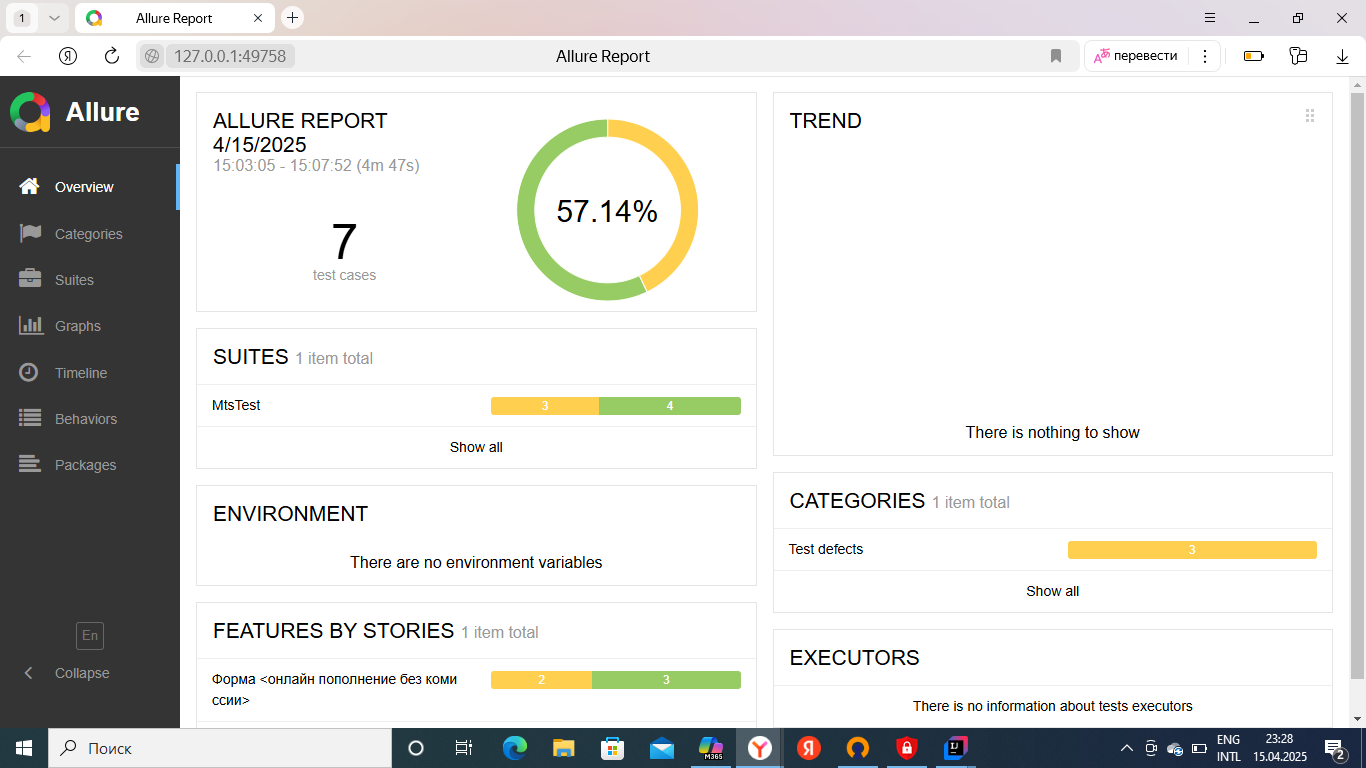 1
Allure Report
127.0.0.1:49758
Allure Report
перевести
Allure
Overview
Categories
Suites
Graphs
Timeline
Behaviors
Packages
En
Collapse
ALLURE REPORT
4/15/2025
15:03:05 - 15:07:52 (4m 47s)
7
test cases
57.14%
SUITES 1 item total
MtsTest
3
4
Show all
ENVIRONMENT
There are no environment variables
FEATURES BY STORIES 1 item total
Форма <онлайн пополнение без коми
ссии>
2
3
TREND
There is nothing to show
CATEGORIES 1 item total
Test defects
3
Show all
EXECUTORS
There is no information about tests executors
Поиск
M365
ENG
INTL
23:28
15.04.2025
2